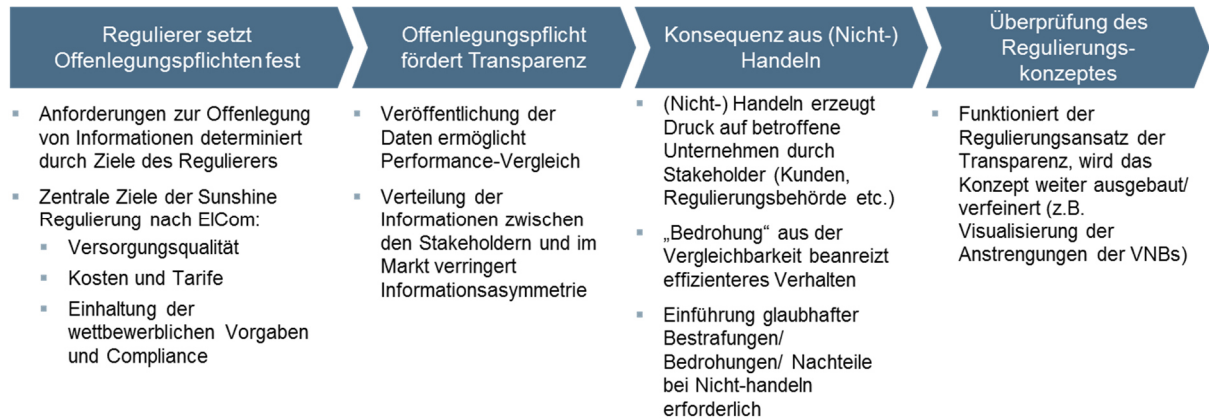 Regulierer setzt
Offenlegungspflichten fest
Anforderungen zur Offenlegung
von Informationen determiniert
durch Ziele des Regulierers
Zentrale Ziele der Sunshine
Regulierung nach ElCom:
Versorgungsqualität
Kosten und Tarife
Einhaltung der
wettbewerblichen Vorgaben
und Compliance
Offenlegungspflicht
fördert Transparenz
Veröffentlichung der
Daten ermöglicht
Performance-Vergleich
Verteilung der
Informationen zwischen
den Stakeholdern und im
Markt verringert
Informationsasymmetrie
Konsequenz aus (Nicht-)
Handeln
(Nicht-) Handeln erzeugt
Druck auf betroffene
Unternehmen durch
Stakeholder (Kunden,
Regulierungsbehörde etc.)
„Bedrohung“ aus der
Vergleichbarkeit beanreizt
effizienteres Verhalten
Einführung glaubhafter
Bestrafungen/
Bedrohungen/ Nachteile
bei Nicht-handeln
erforderlich
Überprüfung des
Regulierungs-
konzeptes
Funktioniert der
Regulierungsansatz der
Transparenz, wird das
Konzept weiter ausgebaut/
verfeinert (z.B.
Visualisierung der
Anstrengungen der VNBs)